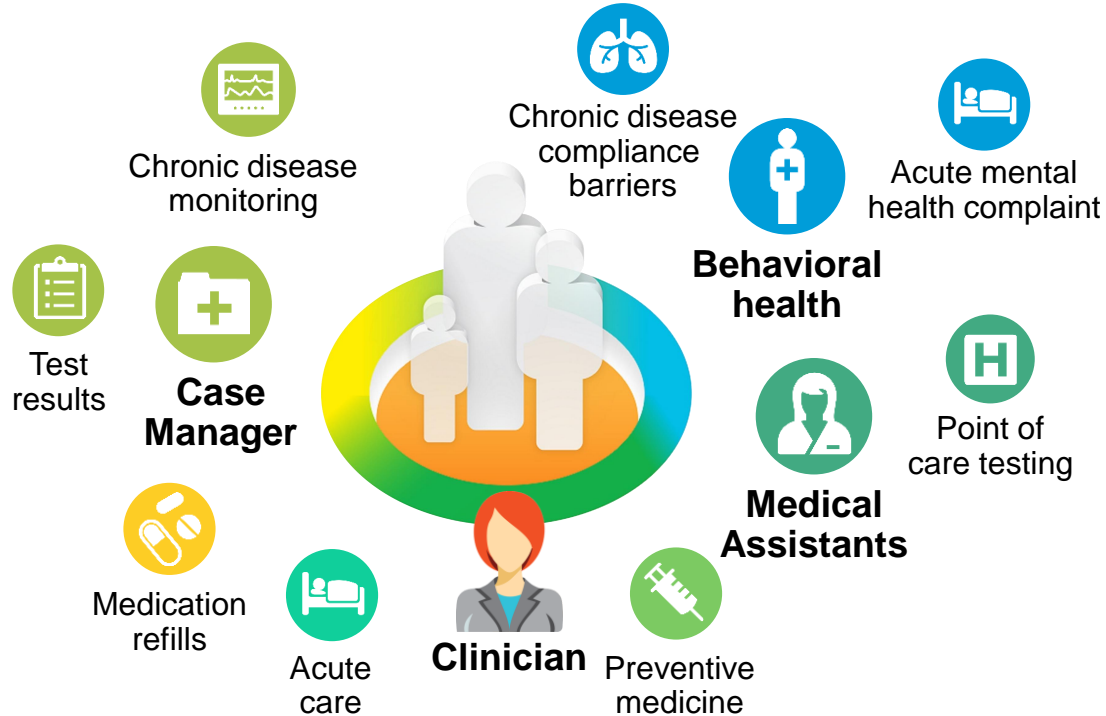 Chronic disease
monitoring
Chronic disease
compliance
barriers
Acute mental
health complaint
Behavioral
health
Test
results
Case
Manager
Point of
care testing
Medical
Assistants
Medication
refills
Acute
care
Clinician
Preventive
medicine
H